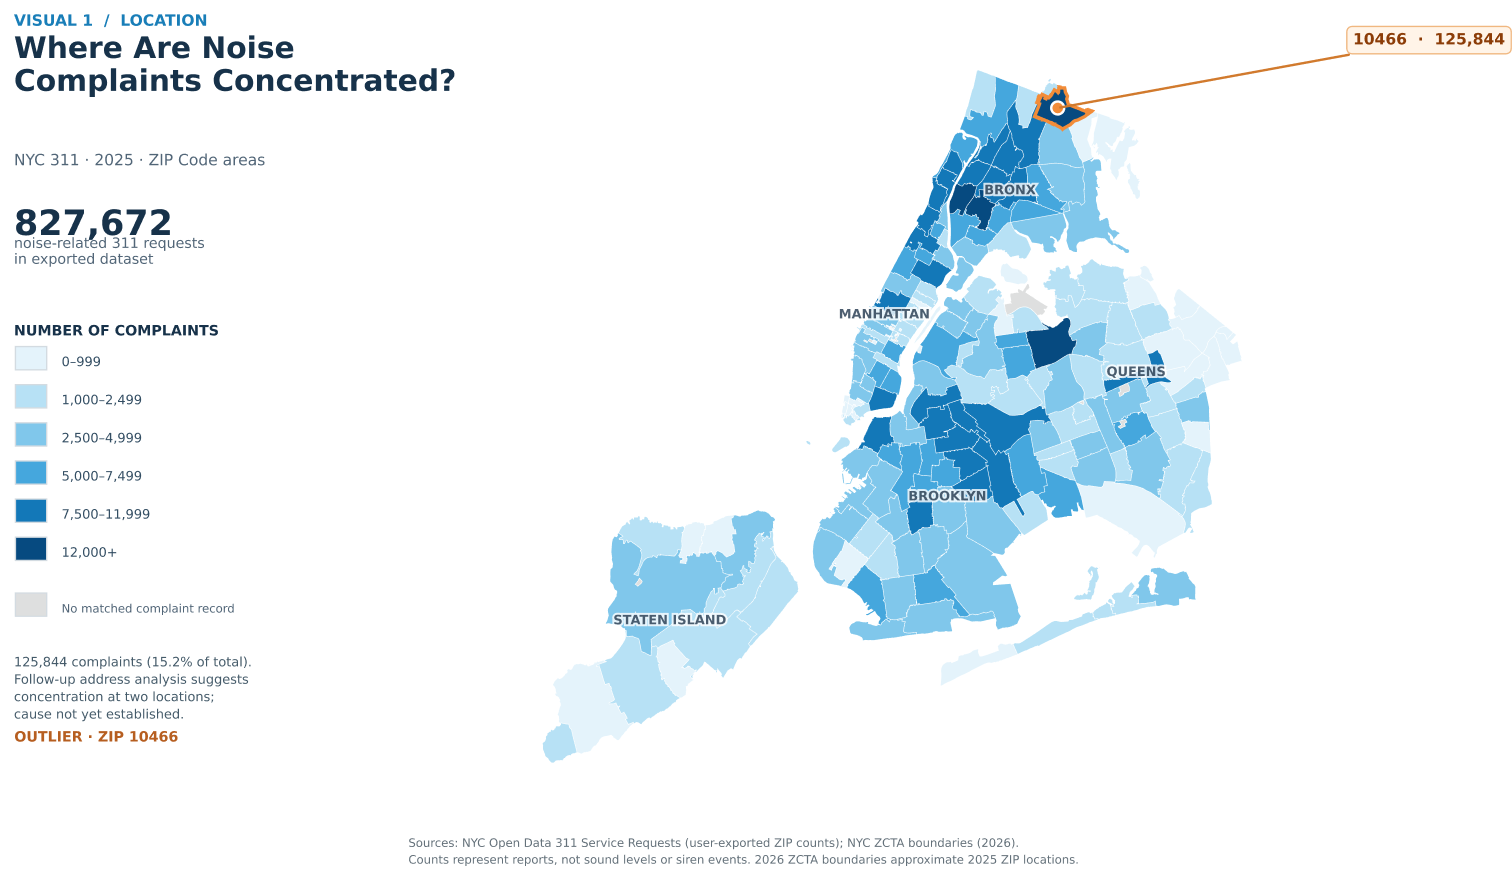 VISUAL 1 / LOCATION
Where Are Noise
Complaints Concentrated?
NYC 311 · 2025 · ZIP Code areas
827,672
noise-related 311 requests
in exported dataset
NUMBER OF COMPLAINTS
0–999
1,000–2,499
2,500–4,999
5,000–7,499
7,500–11,999
12,000+
No matched complaint record
125,844 complaints (15.2% of total).
Follow-up address analysis suggests
concentration at two locations;
cause not yet established.
OUTLIER · ZIP 10466
10466 · 125,844
BRONX
MANHATTAN
QUEENS
BROOKLYN
STATEN ISLAND
Sources: NYC Open Data 311 Service Requests (user-exported ZIP counts); NYC ZCTA boundaries (2026).
Counts represent reports, not sound levels or siren events. 2026 ZCTA boundaries approximate 2025 ZIP locations.